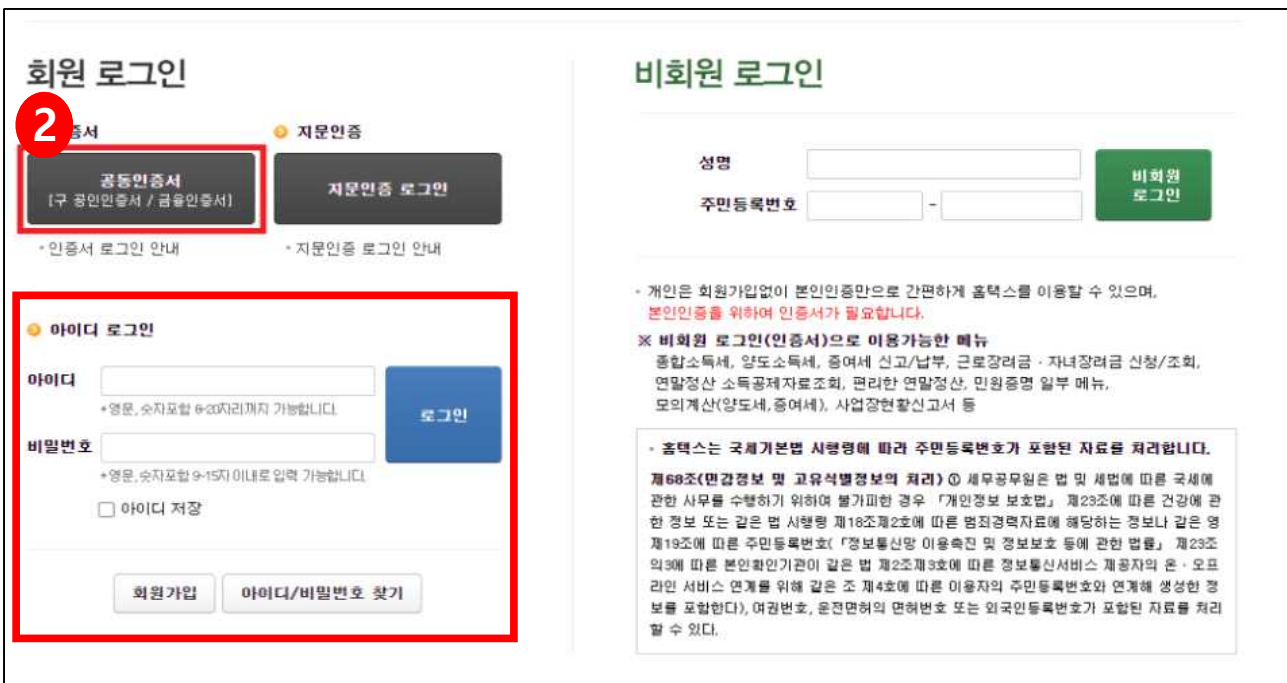 회원 로그인
2
증서
지문인증
공동인증서
[구 공인인증서 / 금융인증서]
지문인증 로그인
인증서 로그인 안내
지문인증 로그인 안내
아이디 로그인
아이디
*영문, 숫자포함 6-20자리까지 가능합니다.
로그인
비밀번호
*영문, 숫자포함 9-15자 이내로 입력 가능합니다.
아이디 저장
회원가입
아이디/비밀번호 찾기
비회원 로그인
성명
주민등록번호
-
비회원
로그인
개인은 회원가입없이 본인인증만으로 간편하게 홈택스를 이용할 수 있으며,
본인인증을 위하여 인증서가 필요합니다.
※ 비회원 로그인(인증서)으로 이용가능한 메뉴
종합소득세, 양도소득세, 증여세 신고/납부, 근로장려금 · 자녀장려금 신청/조회,
연말정산 소득공제자료조회, 편리한 연말정산, 민원증명 일부 메뉴,
모의계산(양도세,증여세), 사업장현황신고서 등
· 홈택스는 국세기본법 시행령에 따라 주민등록번호가 포함된 자료를 처리합니다.
제68조(민감정보 및 고유식별정보의 처리) ① 세무공무원은 법 및 세법에 따른 국세에
관한 사무를 수행하기 위하여 불가피한 경우 「개인정보 보호법」 제23조에 따른 건강에 관
한 정보 또는 같은 법 시행령 제18조제2호에 따른 범죄경력자료에 해당하는 정보나 같은 영
제19조에 따른 주민등록번호(「정보통신망 이용촉진 및 정보보호 등에 관한 법률」 제23조
의3에 따른 본인확인기관이 같은 법 제2조제3호에 따른 정보통신서비스 제공자의 온 · 오프
라인 서비스 연계를 위해 같은 조 제4호에 따른 이용자의 주민등록번호와 연계해 생성한 정
보를 포함한다), 여권번호, 운전면허의 면허번호 또는 외국인등록번호가 포함된 자료를 처리
할 수 있다.